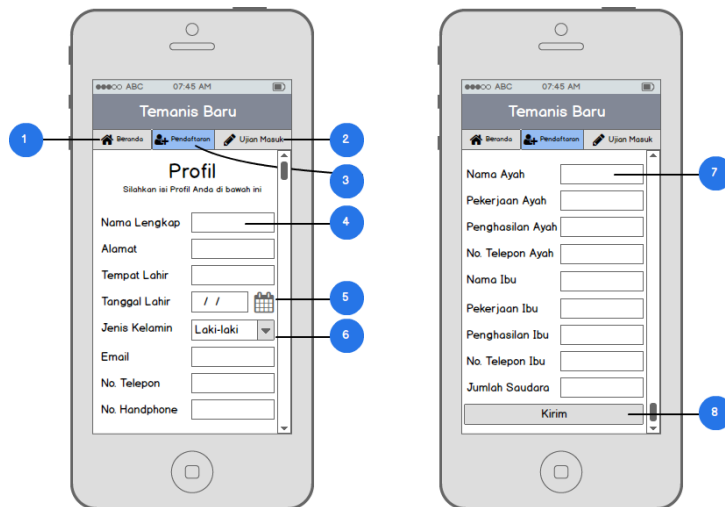 ABC 07:45 AM
Temanis Baru
Beranda Pendaftaran Ujian Masuk
Profil
Silahkan isi Profil Anda di bawah ini
Nama Lengkap
Alamat
Tempat Lahir
Tanggal Lahir / /
Jenis Kelamin Laki-laki
Email
No. Telepon
No. Handphone
1
2
3
4
5
6
ABC 07:45 AM
Temanis Baru
Beranda Pendaftaran Ujian Masuk
Nama Ayah
Pekerjaan Ayah
Penghasilan Ayah
No. Telepon Ayah
Nama Ibu
Pekerjaan Ibu
Penghasilan Ibu
No. Telepon Ibu
Jumlah Saudara
Kirim
7
8